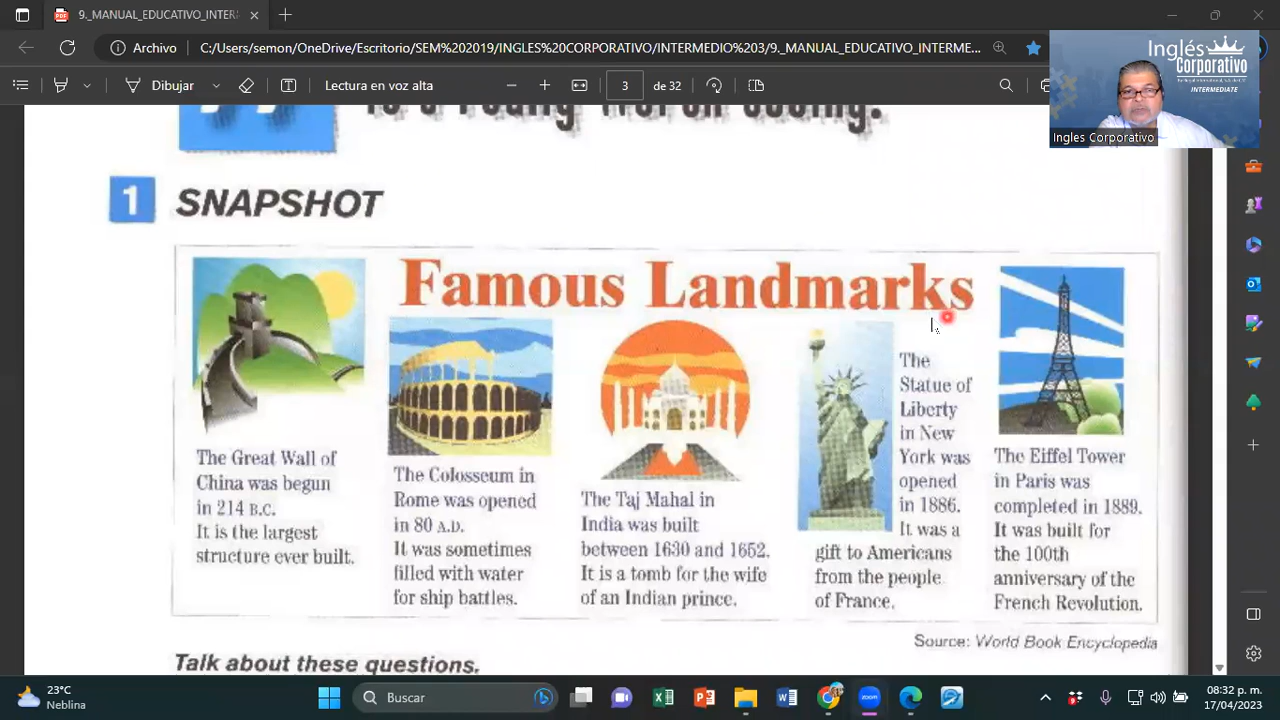 9._MANUAL_EDUCATIVO_INTER
Archivo
C:/Users/semon/OneDrive/Escritorio/SEM%202019/INGLES%20CORPORATIVO/INTERMEDIO%203/9._MANUAL_EDUCATIVO_INTERME...
Dibujar
Lectura en voz alta
3
de 32
Inglés
Corporativo
INTERMEDIATE
Ingles Corporativo
1 SNAPSHOT
Famous Landmarks
The Great Wall of
China was begun
in 214 B.C.
It is the largest
structure ever built.
The Colosseum in
Rome was opened
in 80 A.D.
It was sometimes
filled with water
for ship battles.
The Taj Mahal in
India was built
between 1630 and 1652.
It is a tomb for the wife
of an Indian prince.
The
Statue of
Liberty
in New
York was
opened
in 1886.
It was a
gift to Americans
from the people
of France.
The Eiffel Tower
in Paris was
completed in 1889.
It was built for
the 100th
anniversary of the
French Revolution.
Source: World Book Encyclopedia
Talk about these questions.
23°C
Neblina
Buscar
08:32 p. m.
17/04/2023